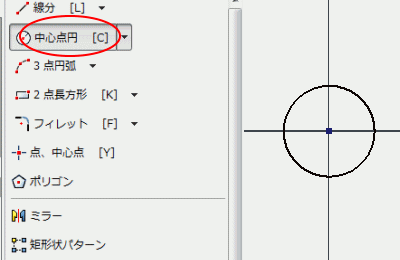 線分 [L]
中心点円 [C]
3 点円弧
2 点長方形 [K]
フィレット [F]
点、中心点 [Y]
ポリゴン
ミラー
矩形状パターン